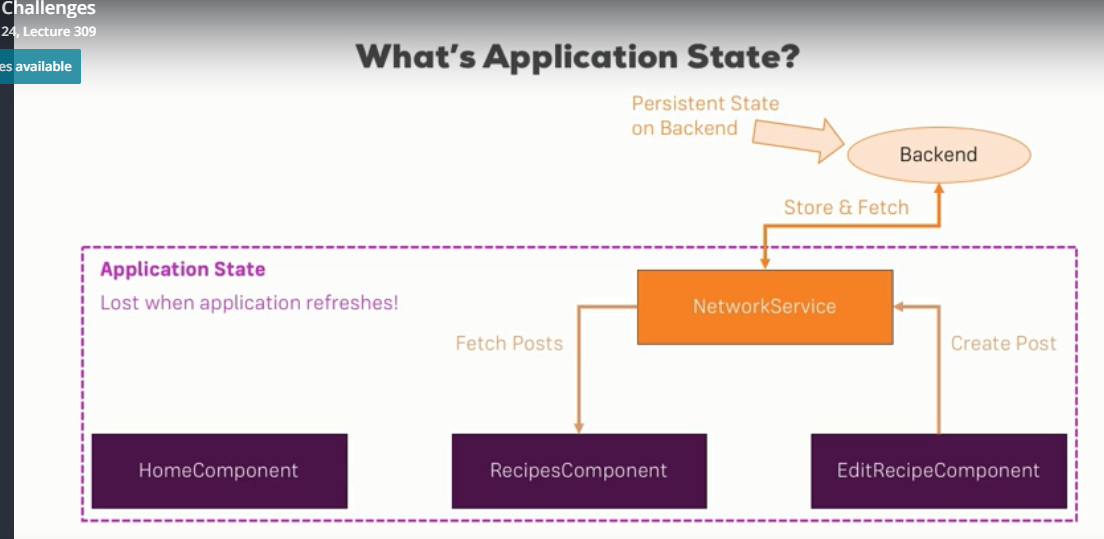 Challenges
24, Lecture 309
es available
What's Application State?
Persistent State
on Backend
Backend
Store & Fetch
Application State
Lost when application refreshes!
NetworkService
Fetch Posts
Create Post
HomeComponent
RecipesComponent
EditRecipeComponent